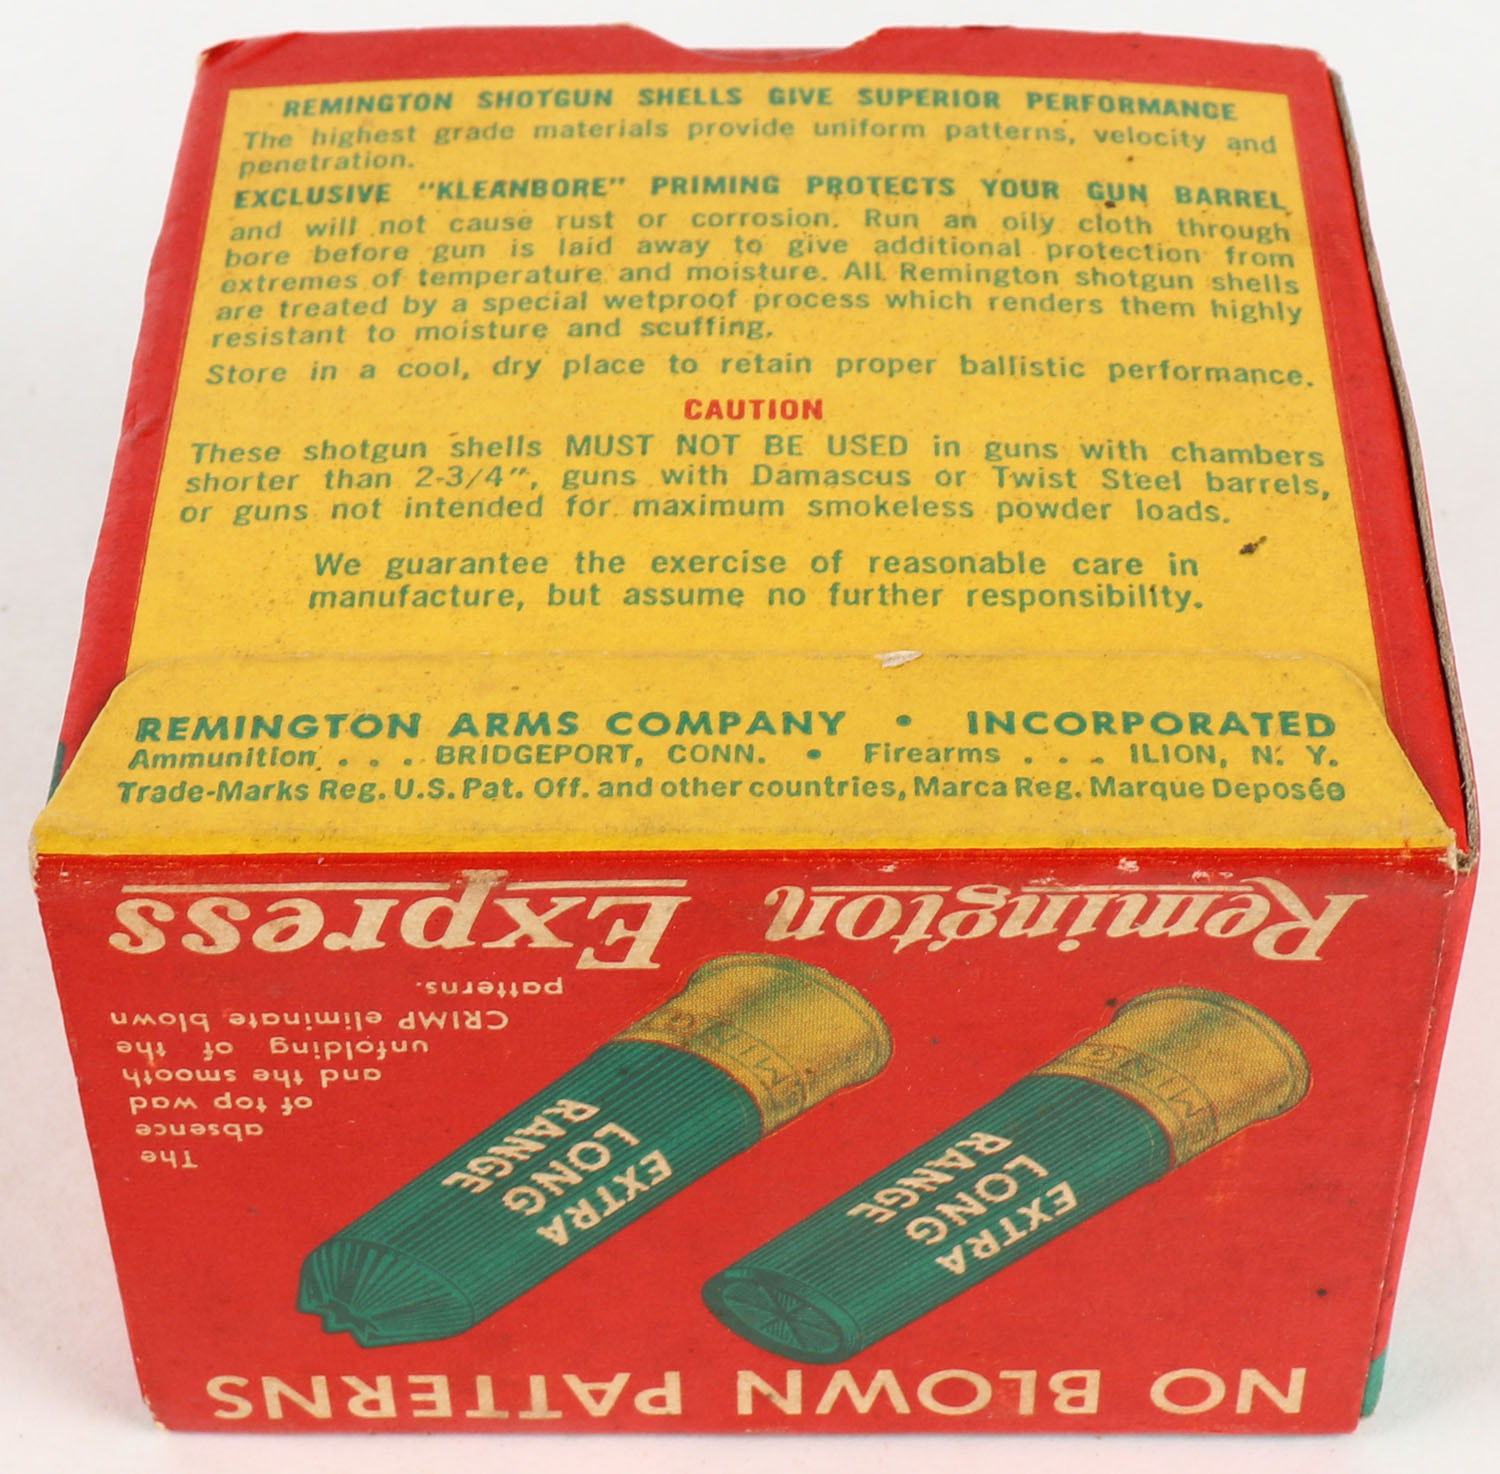 REMINGTON SHOTGUN SHELLS GIVE SUPERIOR PERFORMANCE
The highest grade materials provide uniform patterns, velocity and
penetration.
EXCLUSIVE "KLEANBORE" PRIMING PROTECTS YOUR GUN BARREL
and will not cause rust or corrosion. Run an oily cloth through
bore before gun is laid away to give additional protection from
extremes of temperature and moisture. All Remington shotgun shells
are treated by a special wetproof process which renders them highly
resistant to moisture and scuffing.
Store in a cool, dry place to retain proper ballistic performance.
CAUTION
These shotgun shells MUST NOT BE USED in guns with chambers
shorter than 2-3/4", guns with Damascus or Twist Steel barrels,
or guns not intended for maximum smokeless powder loads.
We guarantee the exercise of reasonable care in
manufacture, but assume no further responsibility.
REMINGTON ARMS COMPANY • INCORPORATED
Ammunition . . . BRIDGEPORT, CONN. • Firearms . . . ILION, N. Y.
Trade-Marks Reg. U.S. Pat. Off. and other countries, Marca Reg. Marque Deposée
NO BLOWN PATTERNS
EXTRA
LONG
RANGE
EXTRA
LONG
RANGE
The
absence
of top wad
and the smooth
unfolding of the
CRIMP eliminate blown
patterns.
Remington Express